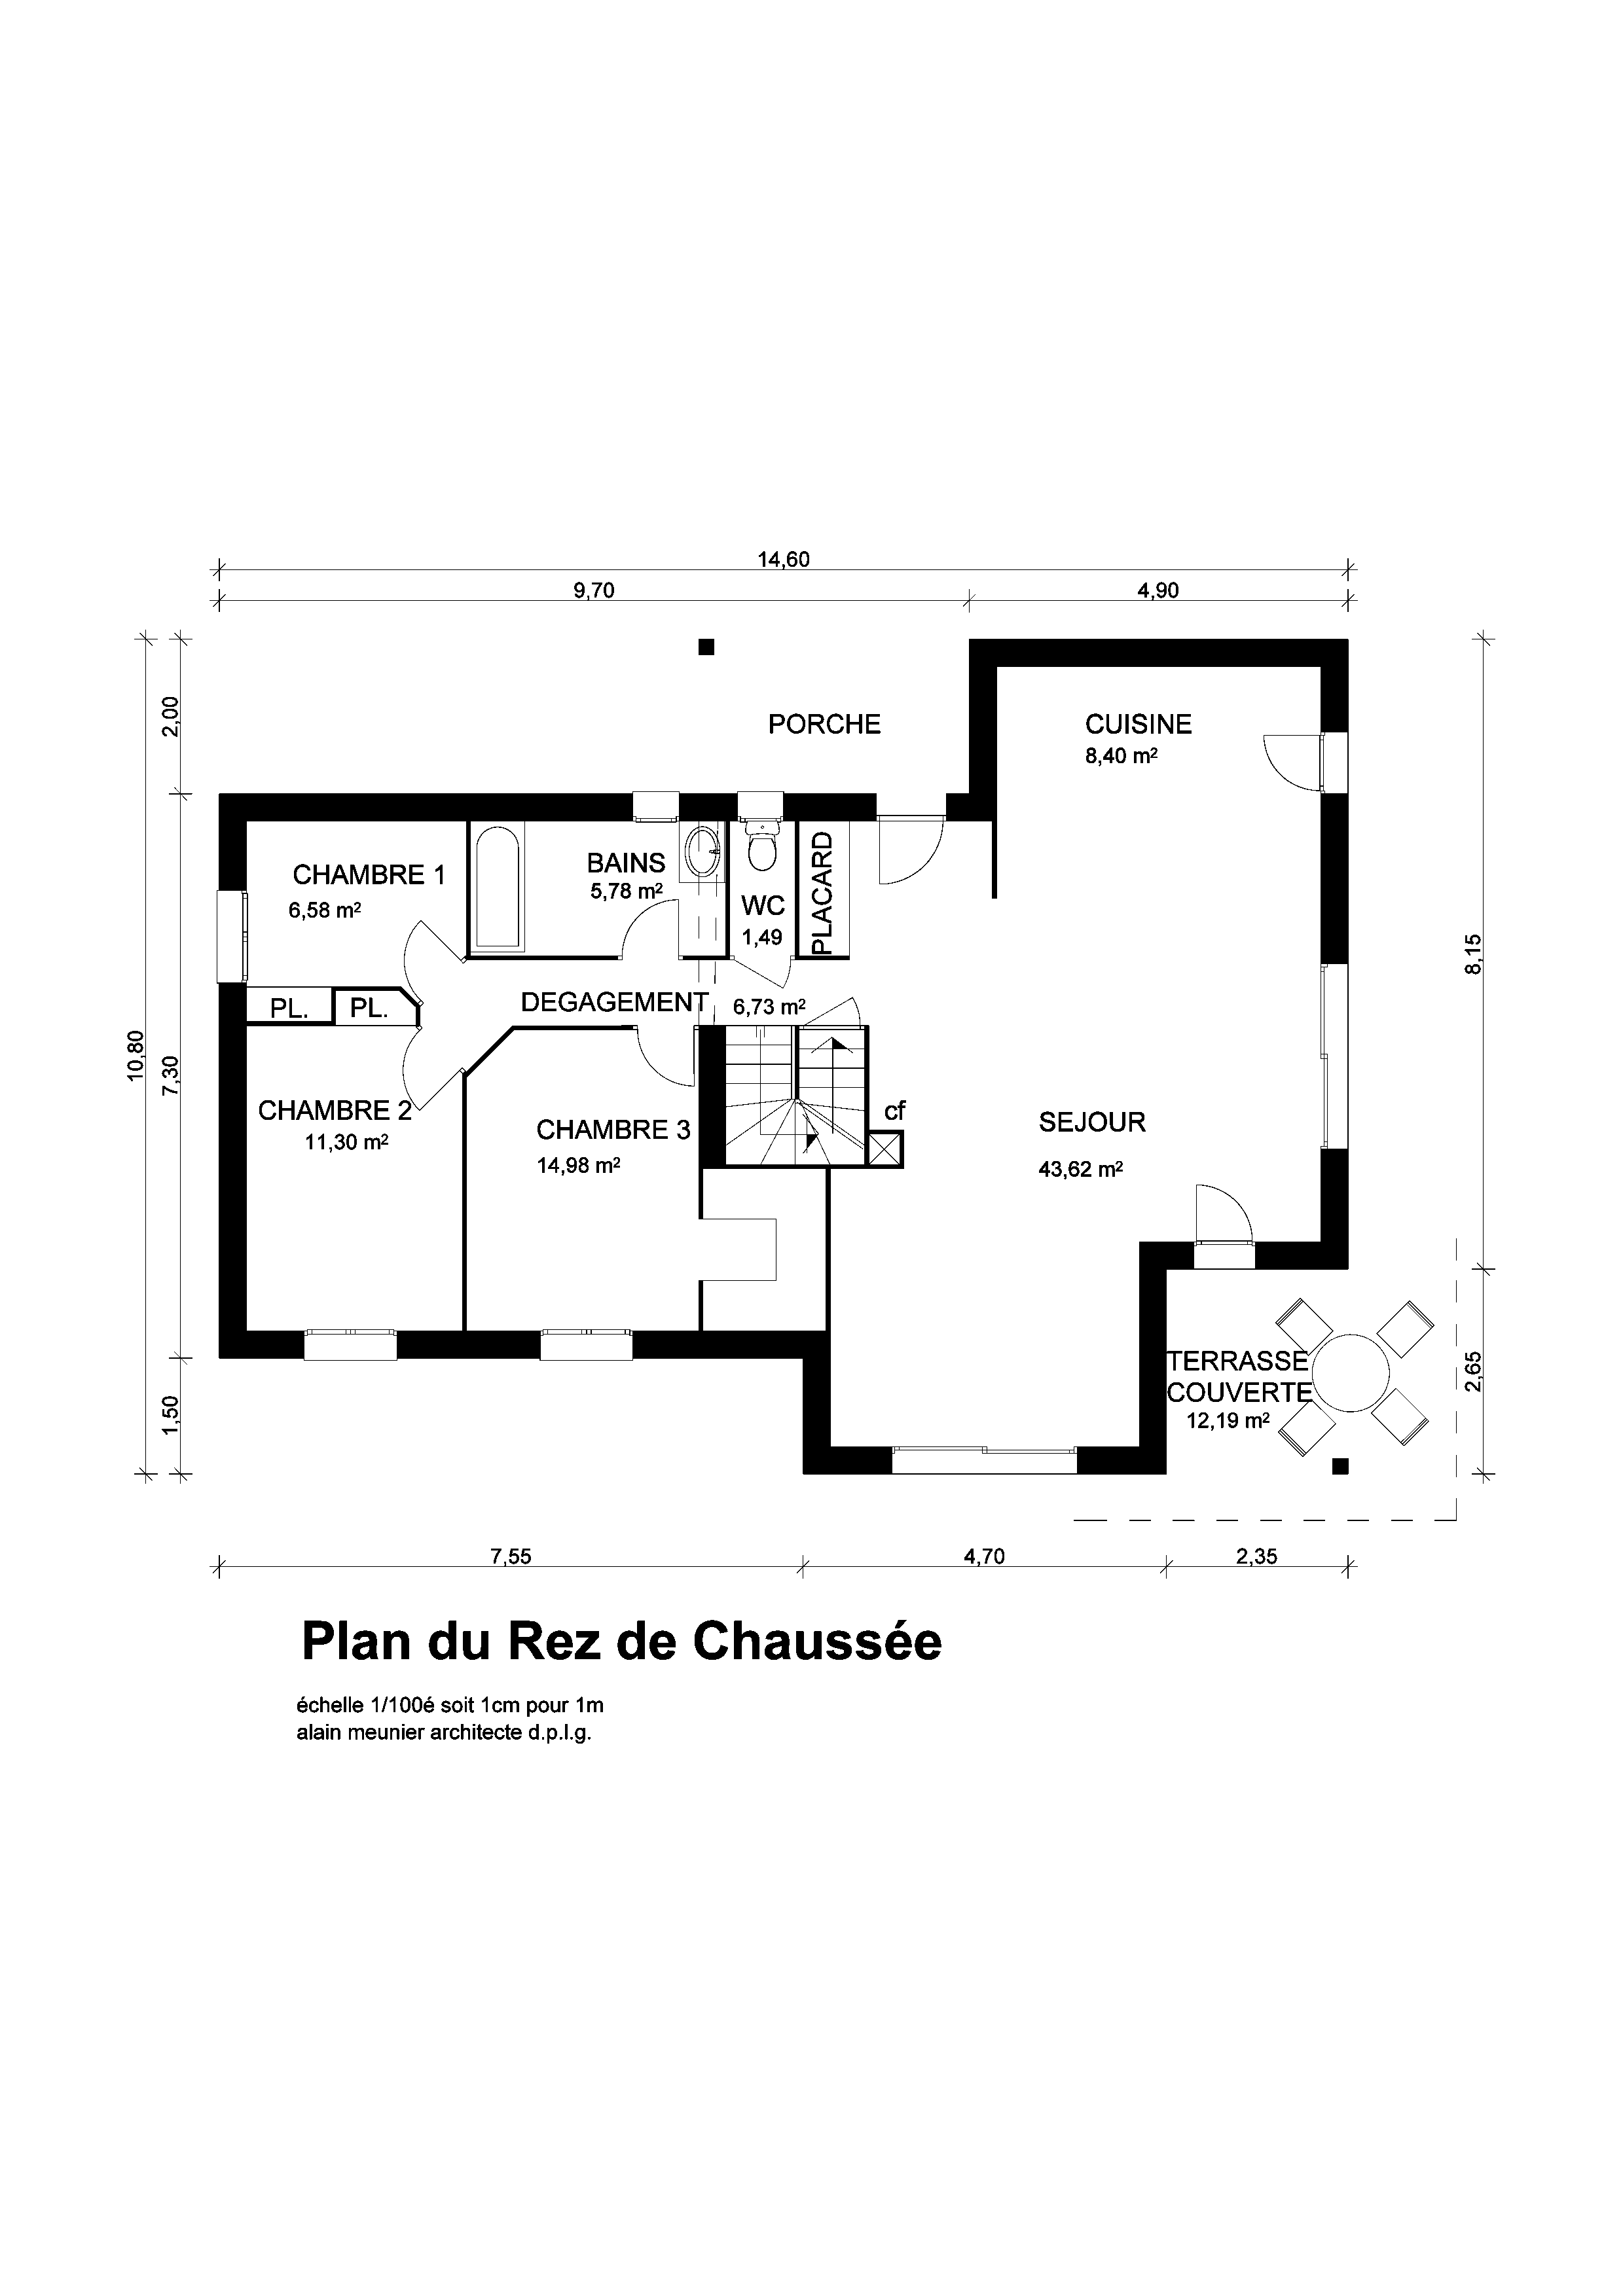 14,60
9,70
4,90
2,00
PORCHE
CUISINE
8,40 m²
CHAMBRE 1
6,58 m²
BAINS
5,78 m²
WC
1,49
PLACARD
8,15
10,80
7,30
PL.
PL.
DEGAGEMENT
6,73 m²
CHAMBRE 2
11,30 m²
CHAMBRE 3
14,98 m²
cf
SEJOUR
43,62 m²
TERRASSE
COUVERTE
12,19 m²
2,65
1,50
7,55
4,70
2,35
Plan du Rez de Chaussée
échelle 1/100é soit 1cm pour 1m
alain meunier architecte d.p.l.g.